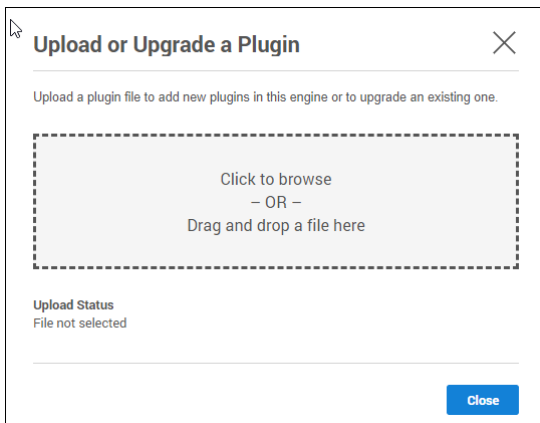 Upload or Upgrade a Plugin
Upload a plugin file to add new plugins in this engine or to upgrade an existing one.
Click to browse
– OR –
Drag and drop a file here
Upload Status
File not selected
Close